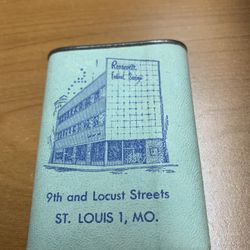 Roosevelt
Federal Savings
9th and Locust Streets
ST. LOUIS 1, MO.